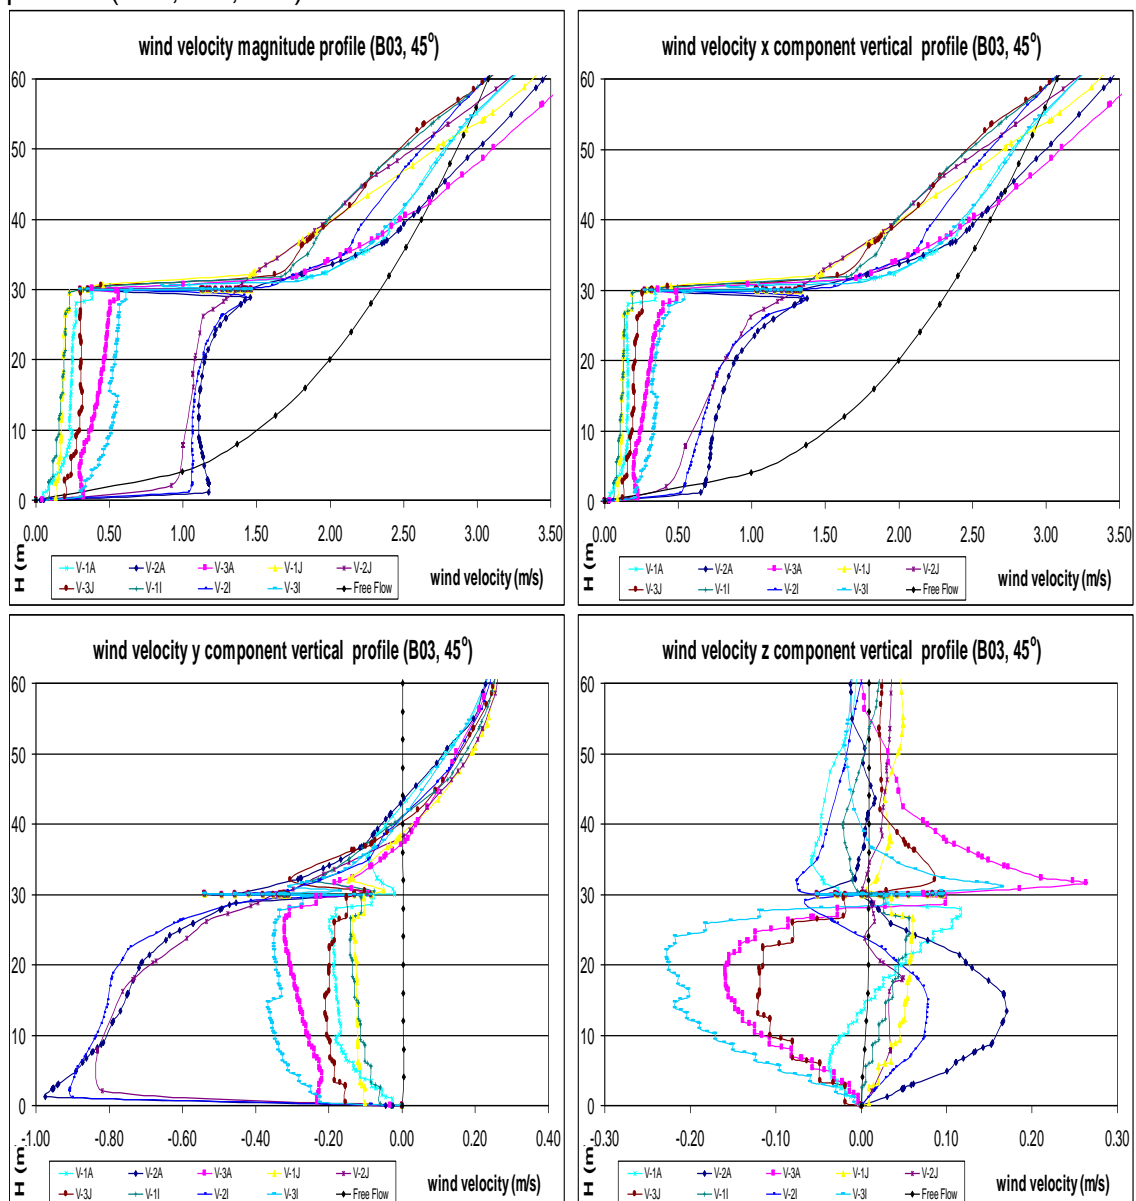 wind velocity magnitude profile (B03, 45°)
60
50
40
30
20
10
0
0.00 0.50 1.00 1.50 2.00 2.50 3.00 3.50
H (m
V-1A V-2A V-3A V-1J V-2J
V-3J V-1I V-2I V-3I Free Flow
wind velocity (m/s)
wind velocity x component vertical profile (B03, 45°)
60
50
40
30
20
10
0
0.00 0.50 1.00 1.50 2.00 2.50 3.00 3.50
H (m
V-1A V-2A V-3A V-1J V-2J
V-3J V-1I V-2I V-3I Free Flow
wind velocity (m/s)
wind velocity y component vertical profile (B03, 45°)
60
50
40
30
20
10
0
-1.00 -0.80 -0.60 -0.40 -0.20 0.00 0.20 0.40
H (m
V-1A V-2A V-3A V-1J V-2J
V-3J V-1I V-2I V-3I Free Flow
wind velocity (m/s)
wind velocity z component vertical profile (B03, 45°)
60
50
40
30
20
10
0
-0.30 -0.20 -0.10 0.00 0.10 0.20 0.30
H (m
V-1A V-2A V-3A V-1J V-2J
V-3J V-1I V-2I V-3I Free Flow
wind velocity (m/s)